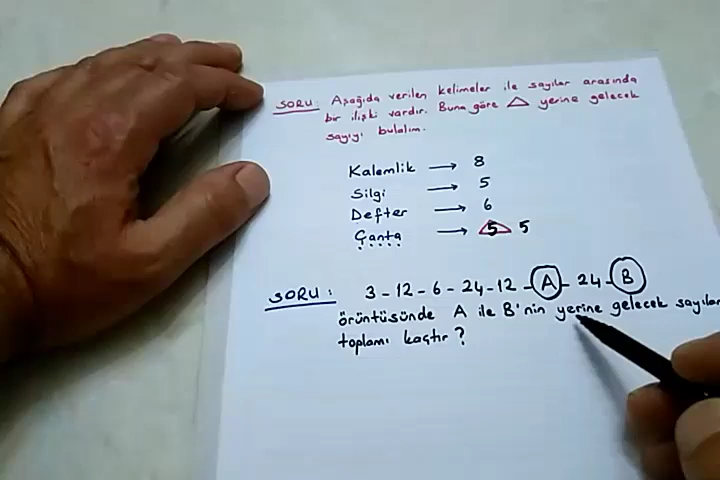 SORU: Aşağıda verilen kelimeler ile sayılar arasında
bir ilişki vardır. Buna göre △ yerine gelecek
sayıyı bulalım.
Kalemlik → 8
Silgi → 5
Defter → 6
Çanta → 5 5
SORU: 3 - 12 - 6 - 24 - 12 - A - 24 - B
örüntüsünde A ile B'nin yerine gelecek sayılar
toplamı kaçtır?